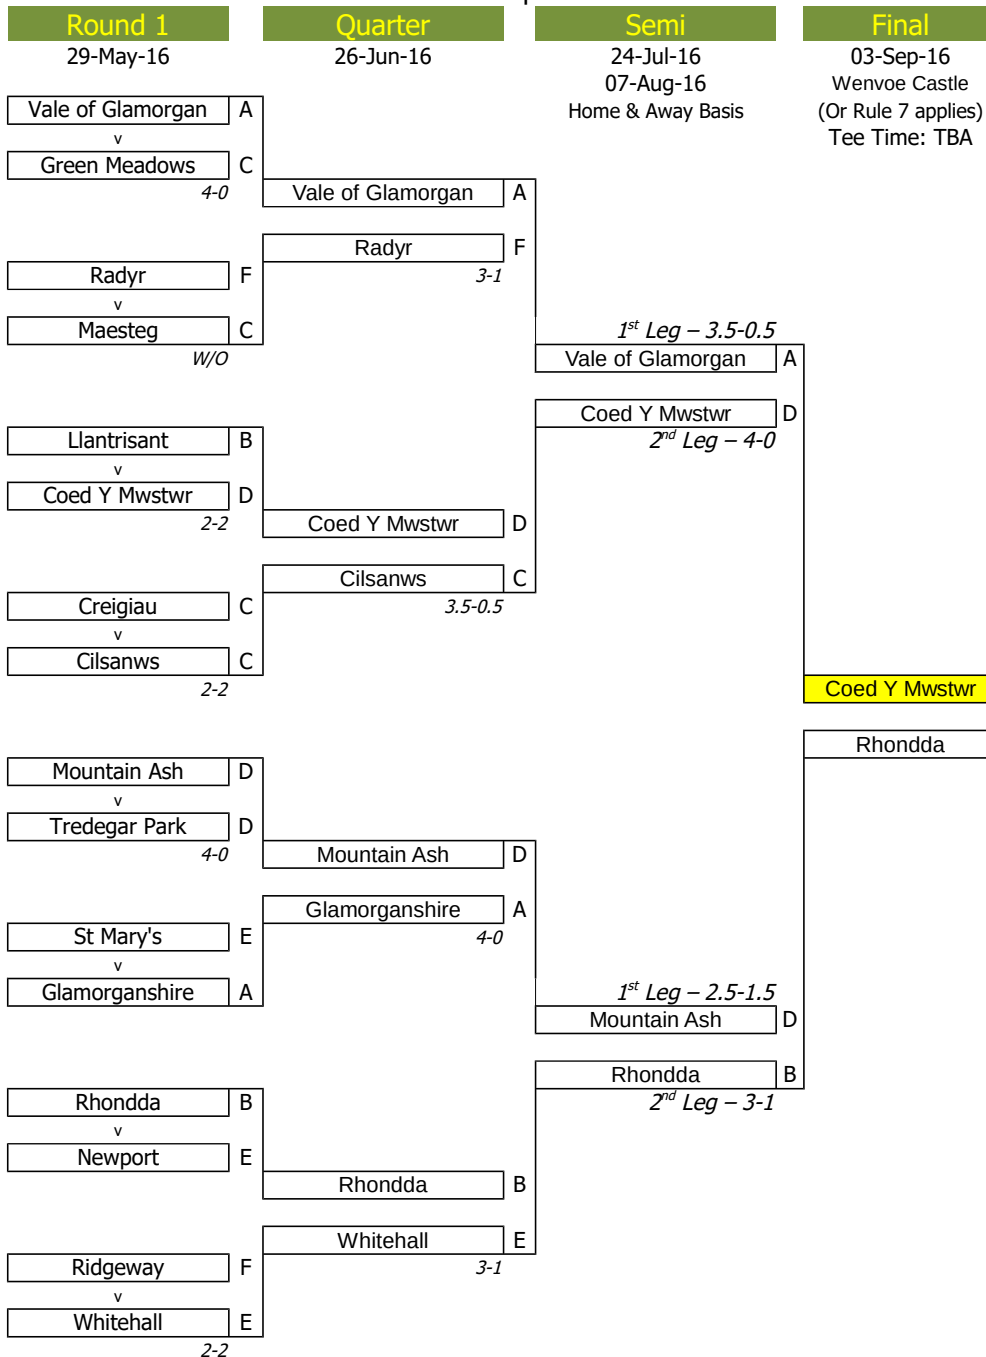 Round 1
29-May-16
Vale of Glamorgan A
v
Green Meadows C
4-0
Radyr F
v
Maesteg C
W/O
Llantrisant B
v
Coed Y Mwstwr D
2-2
Creigiau C
v
Cilsanws C
2-2
Mountain Ash D
v
Tredegar Park D
4-0
St Mary's E
v
Glamorganshire A
Rhondda B
v
Newport E
Ridgeway F
v
Whitehall E
2-2
Quarter
26-Jun-16
Vale of Glamorgan A
Radyr F
3-1
Coed Y Mwstwr D
Cilsanws C
3.5-0.5
Mountain Ash D
Glamorganshire A
4-0
Rhondda B
Whitehall E
3-1
Semi
24-Jul-16
07-Aug-16
Home & Away Basis
1st Leg – 3.5-0.5
Vale of Glamorgan A
Coed Y Mwstwr D
2nd Leg – 4-0
1st Leg – 2.5-1.5
Mountain Ash D
Rhondda B
2nd Leg – 3-1
Final
03-Sep-16
Wenvoe Castle
(Or Rule 7 applies)
Tee Time: TBA
Coed Y Mwstwr
Rhondda